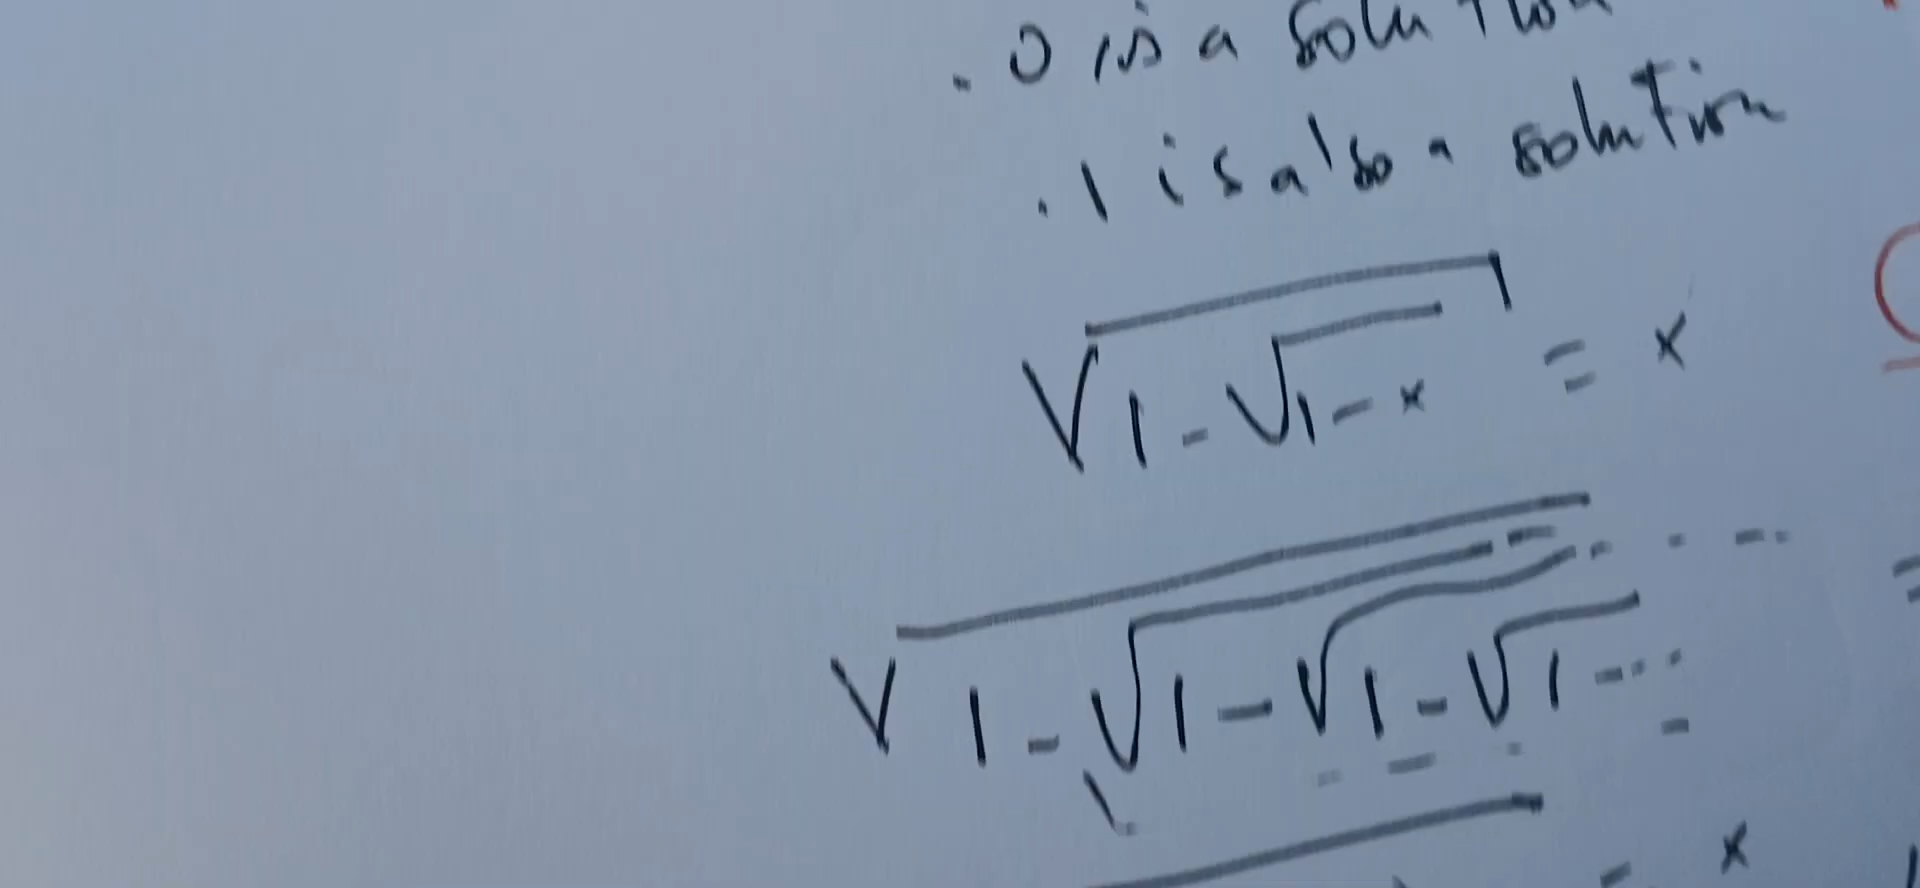 . 0 is a solution
. 1 is also a solution
√(1 - √(1 - x)) = x
√(1 - √(1 - √(1 - √(1 - ...
= x